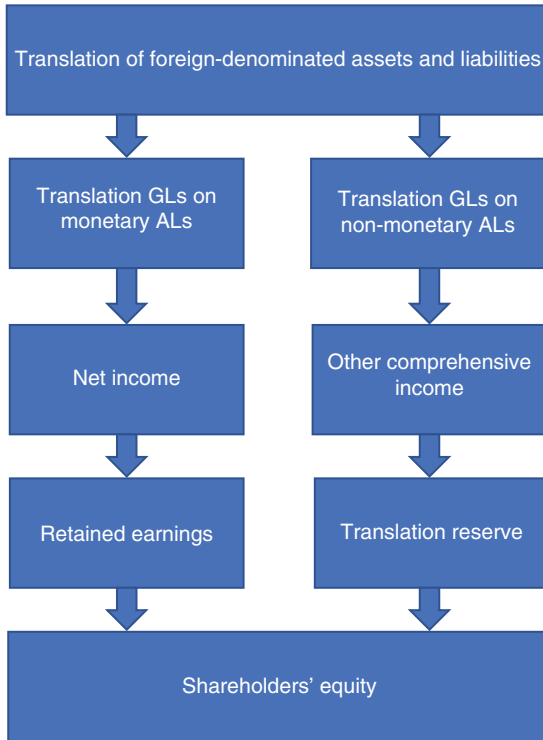 Translation of foreign-denominated assets and liabilities
Translation GLs on
monetary ALs
Translation GLs on
non-monetary ALs
Net income
Other comprehensive
income
Retained earnings
Translation reserve
Shareholders’ equity